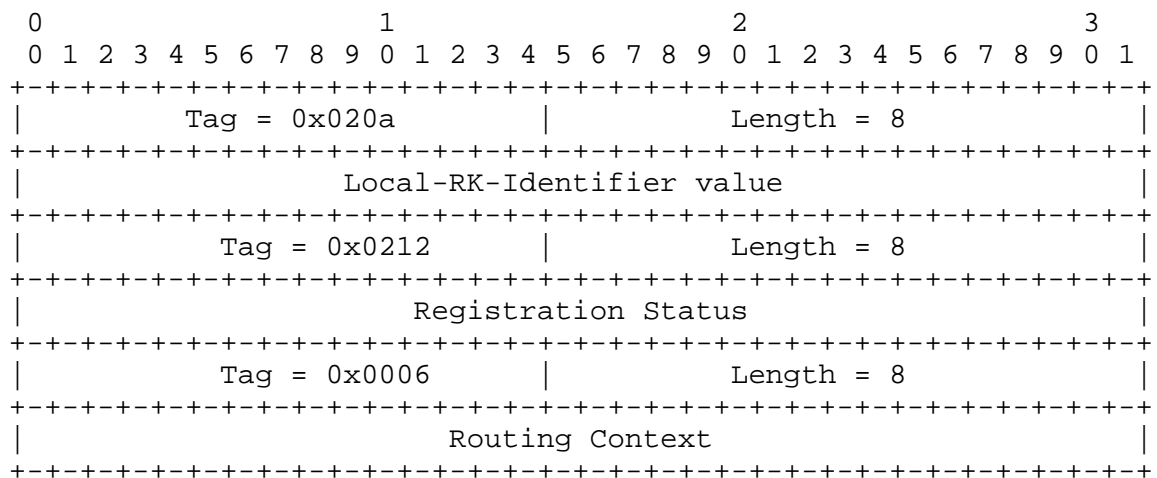 0                   1                   2                   3
 0 1 2 3 4 5 6 7 8 9 0 1 2 3 4 5 6 7 8 9 0 1 2 3 4 5 6 7 8 9 0 1
+-+-+-+-+-+-+-+-+-+-+-+-+-+-+-+-+-+-+-+-+-+-+-+-+-+-+-+-+-+-+-+-+
|         Tag = 0x020a        |          Length = 8             |
+-+-+-+-+-+-+-+-+-+-+-+-+-+-+-+-+-+-+-+-+-+-+-+-+-+-+-+-+-+-+-+-+
|                  Local-RK-Identifier value                    |
+-+-+-+-+-+-+-+-+-+-+-+-+-+-+-+-+-+-+-+-+-+-+-+-+-+-+-+-+-+-+-+-+
|           Tag = 0x0212      |          Length = 8             |
+-+-+-+-+-+-+-+-+-+-+-+-+-+-+-+-+-+-+-+-+-+-+-+-+-+-+-+-+-+-+-+-+
|                      Registration Status                      |
+-+-+-+-+-+-+-+-+-+-+-+-+-+-+-+-+-+-+-+-+-+-+-+-+-+-+-+-+-+-+-+-+
|           Tag = 0x0006      |          Length = 8             |
+-+-+-+-+-+-+-+-+-+-+-+-+-+-+-+-+-+-+-+-+-+-+-+-+-+-+-+-+-+-+-+-+
|                        Routing Context                        |
+-+-+-+-+-+-+-+-+-+-+-+-+-+-+-+-+-+-+-+-+-+-+-+-+-+-+-+-+-+-+-+-+